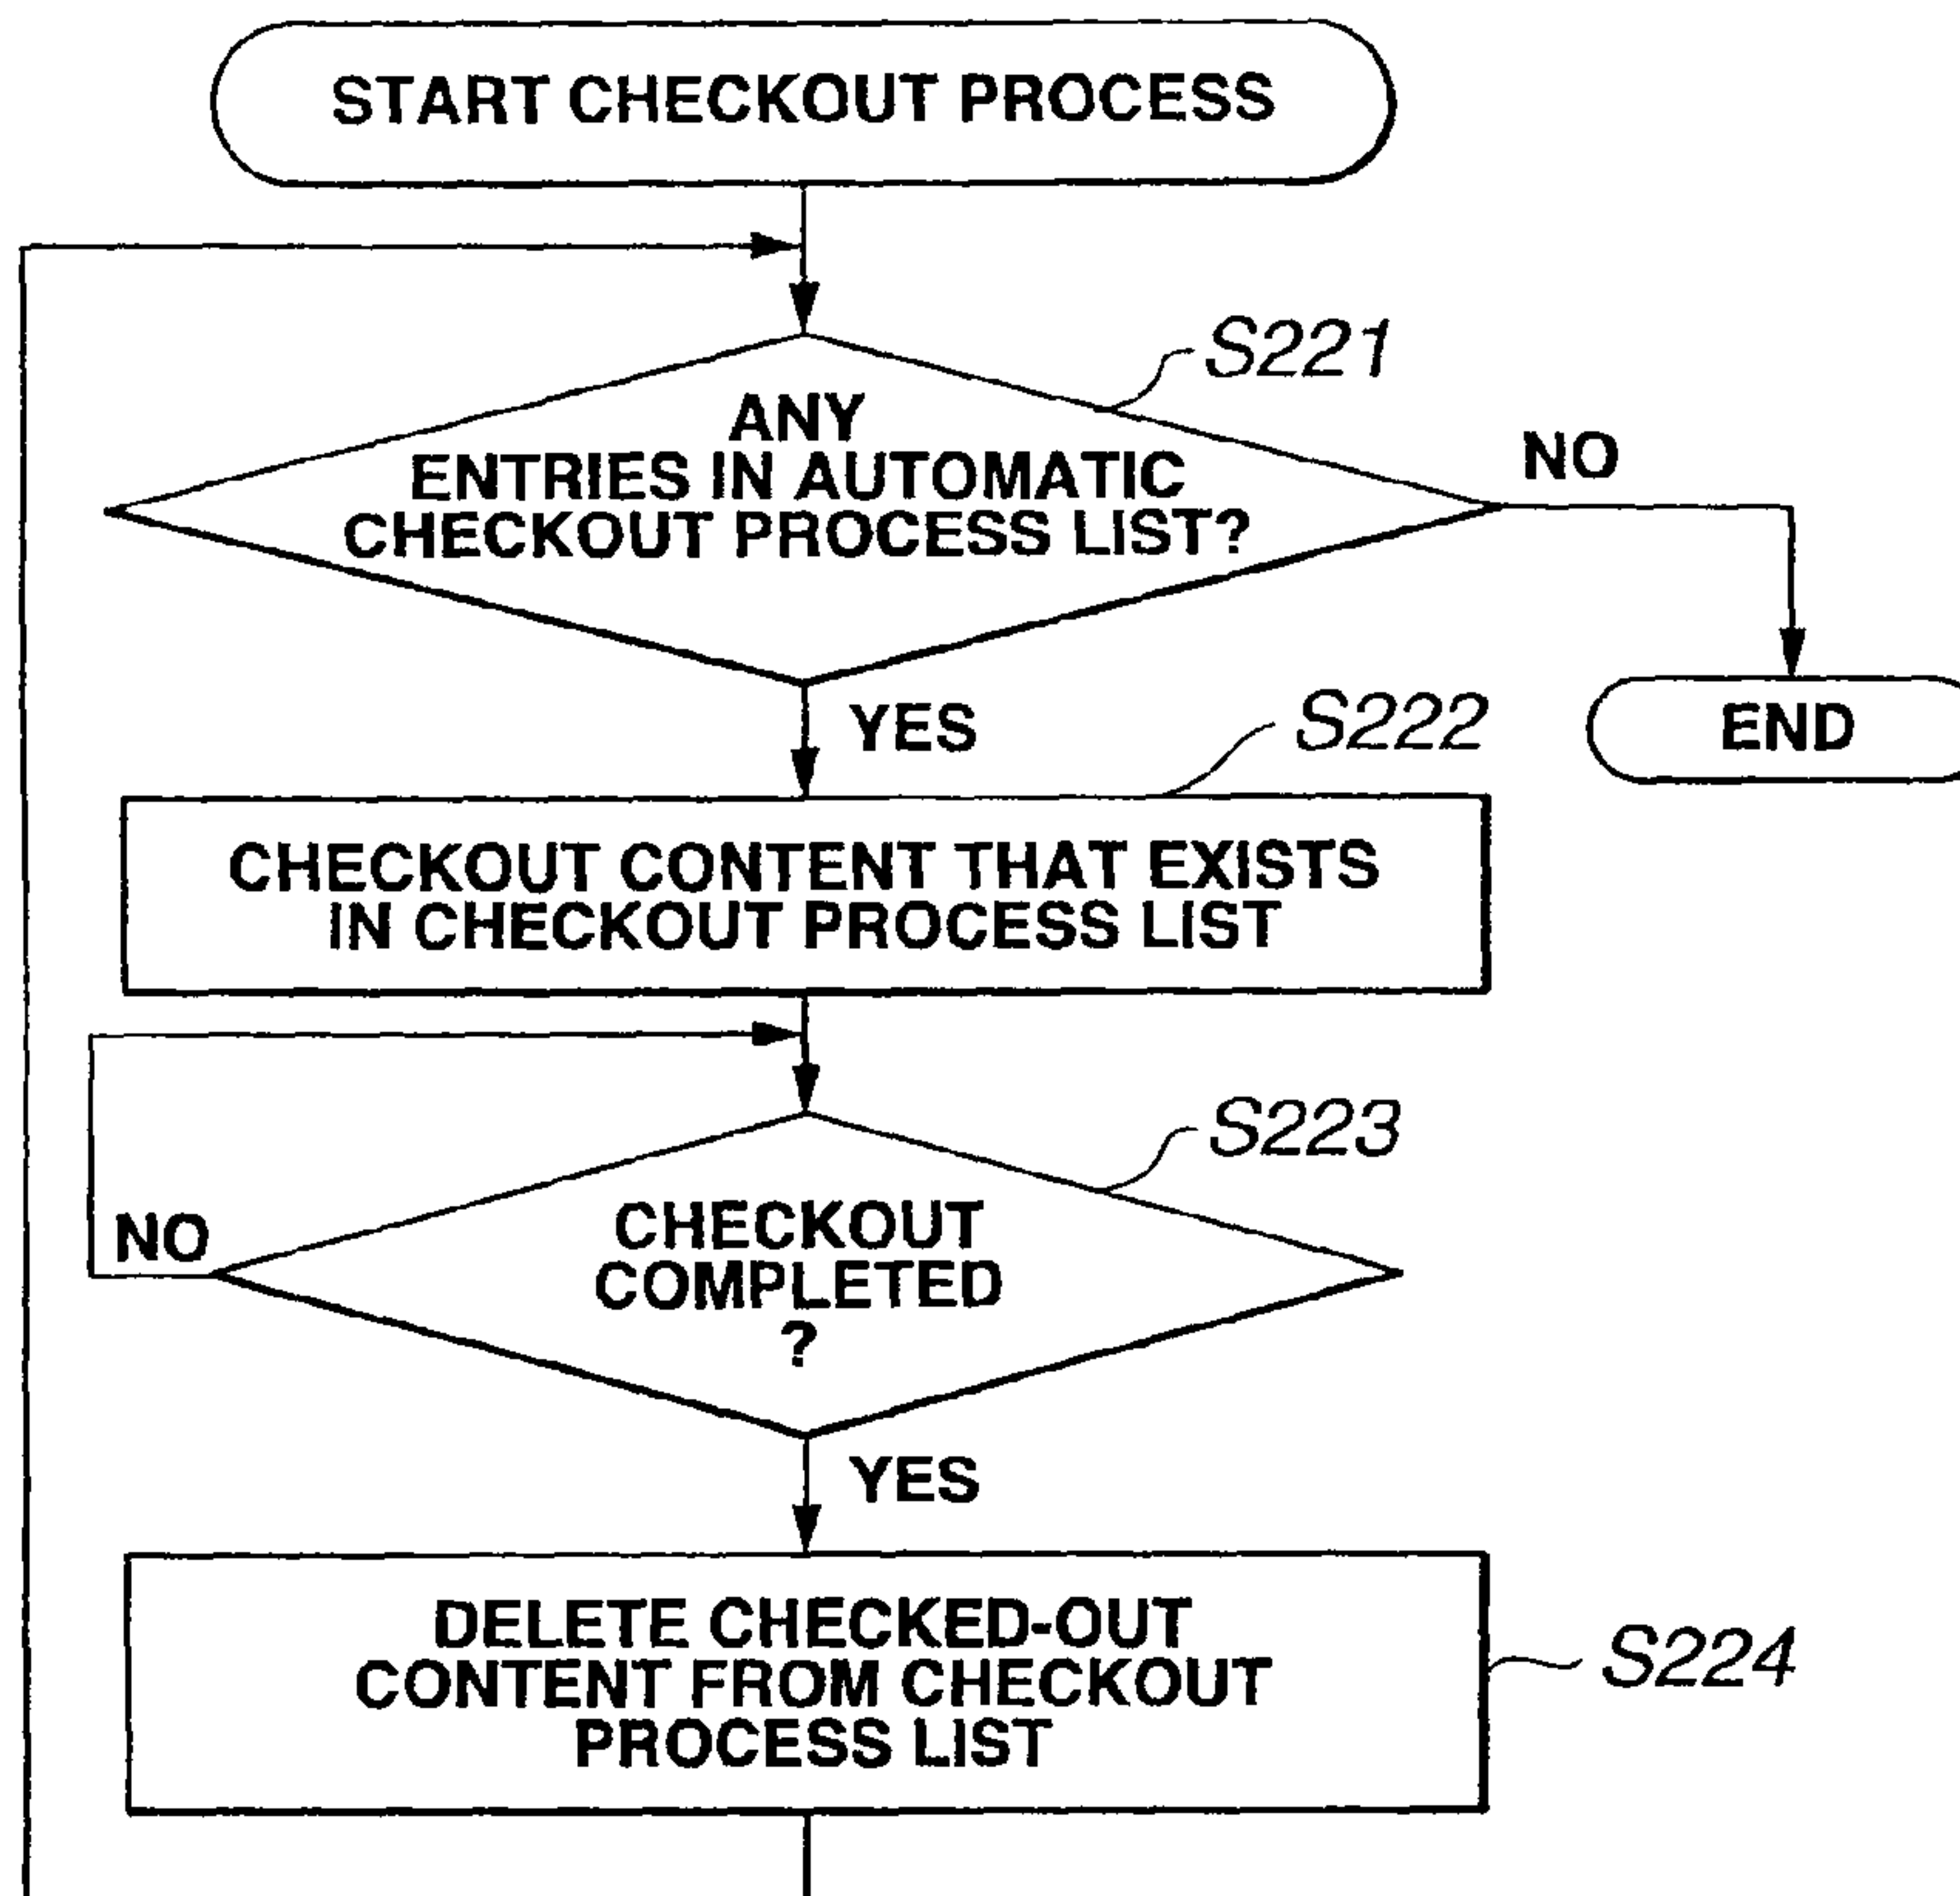 START CHECKOUT PROCESS
S221
ANY
ENTRIES IN AUTOMATIC
CHECKOUT PROCESS LIST?
NO
YES
S222
END
CHECKOUT CONTENT THAT EXISTS
IN CHECKOUT PROCESS LIST
S223
NO
CHECKOUT
COMPLETED
?
YES
DELETE CHECKED-OUT
CONTENT FROM CHECKOUT
PROCESS LIST
S224